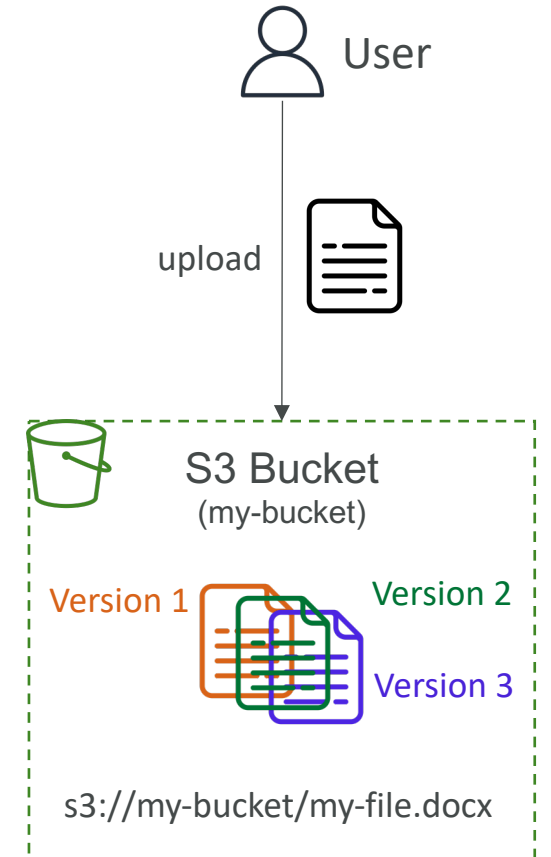 User
upload
S3 Bucket
(my-bucket)
Version 1
Version 2
Version 3
s3://my-bucket/my-file.docx